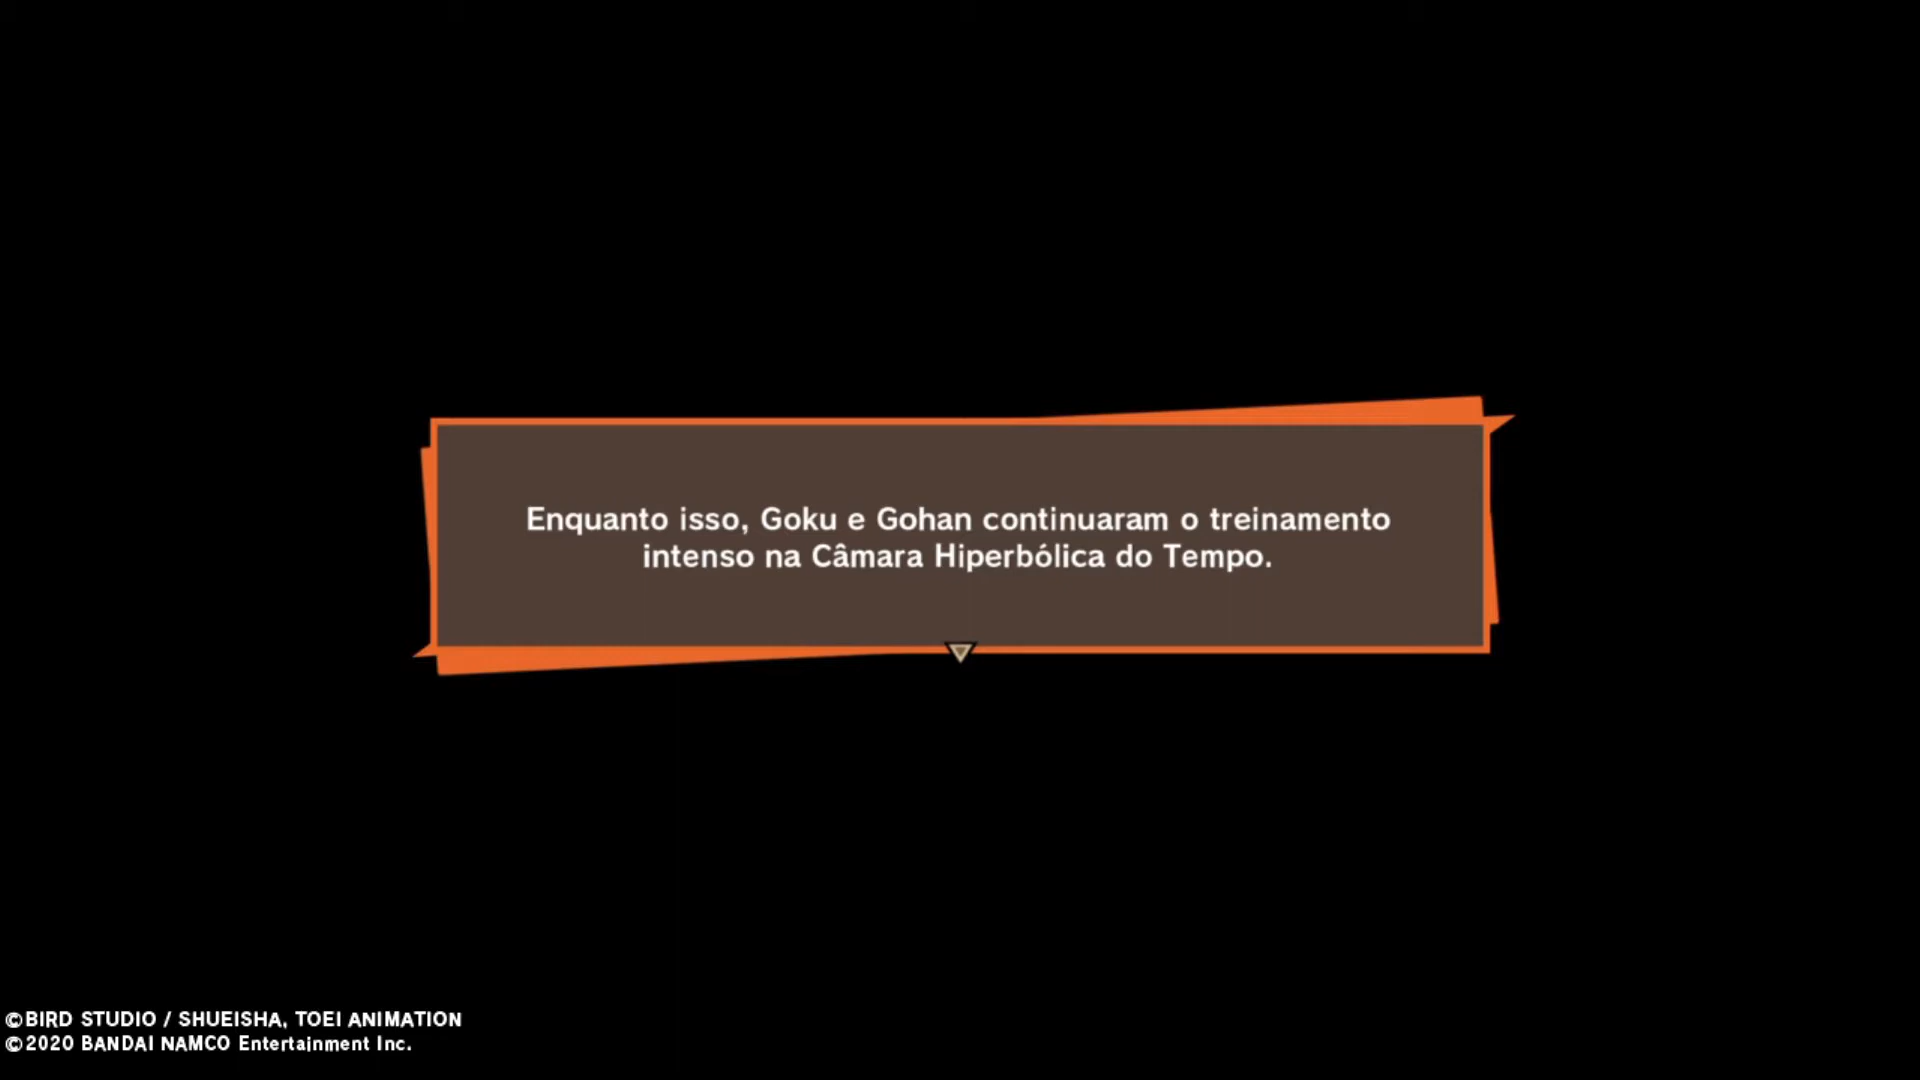 Enquanto isso, Goku e Gohan continuaram o treinamento
intenso na Câmara Hiperbólica do Tempo.
©BIRD STUDIO / SHUEISHA, TOEI ANIMATION
©2020 BANDAI NAMCO Entertainment Inc.